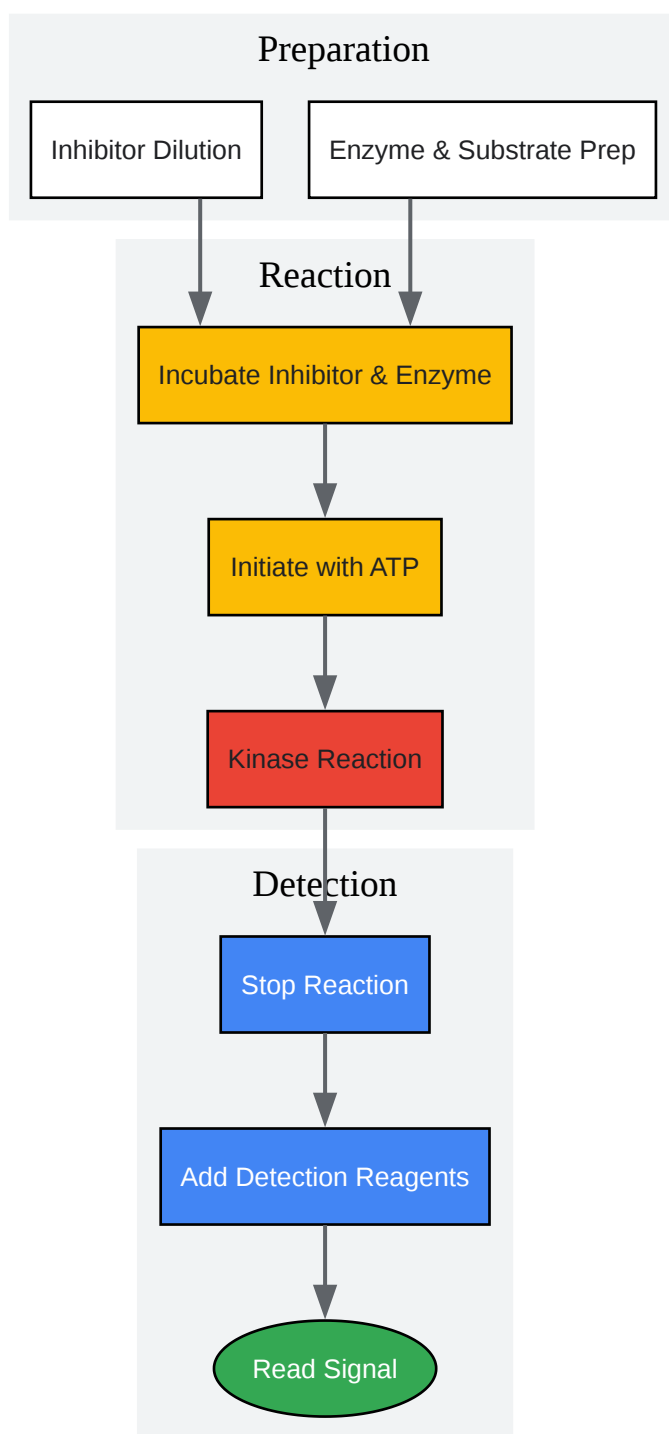 Preparation
Inhibitor Dilution
Enzyme & Substrate Prep
Reaction
Incubate Inhibitor & Enzyme
Initiate with ATP
Kinase Reaction
Detection
Stop Reaction
Add Detection Reagents
Read Signal